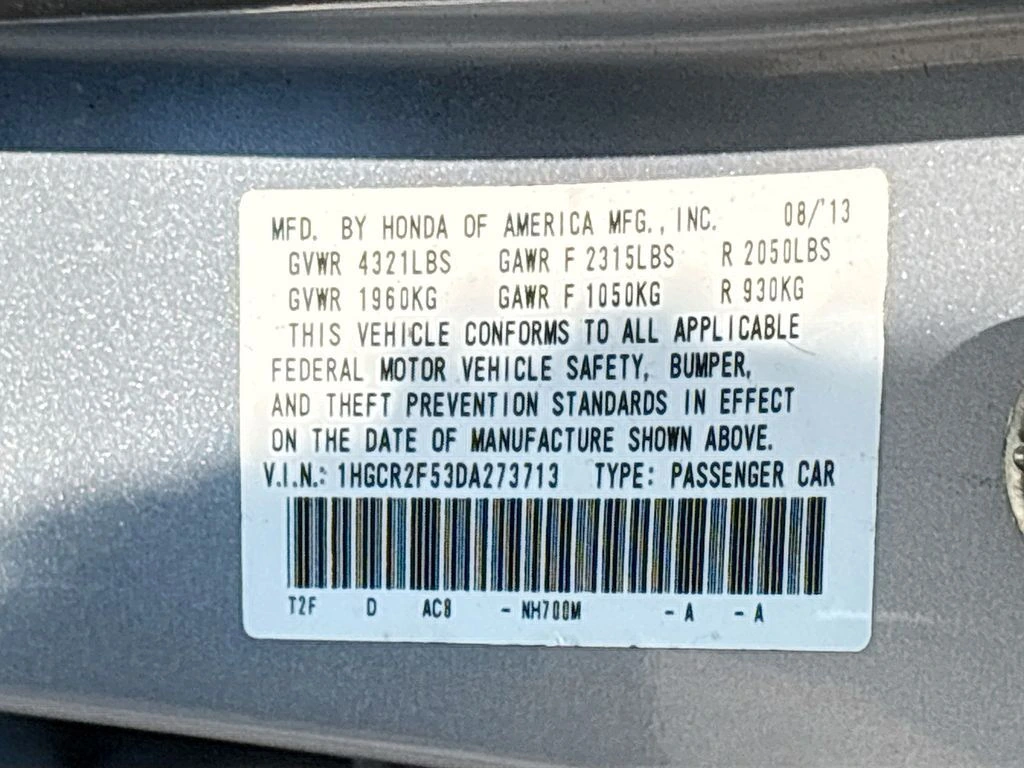 MFD. BY HONDA OF AMERICA MFG., INC. 08/'13
GVWR 4321LBS GAWR F 2315LBS R 2050LBS
GVWR 1960KG GAWR F 1050KG R 930KG
THIS VEHICLE CONFORMS TO ALL APPLICABLE
FEDERAL MOTOR VEHICLE SAFETY, BUMPER,
AND THEFT PREVENTION STANDARDS IN EFFECT
ON THE DATE OF MANUFACTURE SHOWN ABOVE.
V.I.N.: 1HGCR2F53DA273713 TYPE: PASSENGER CAR
T2F D AC8 - NH700M - A - A